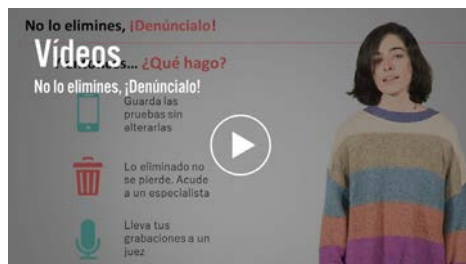 No lo elimines, ¡Denúncialo!
Vídeos
¿Qué hago?
No lo elimines, ¡Denúncialo!
Guarda las
pruebas sin
alterarlas
Lo eliminado no
se pierde. Acude
a un especialista
Lleva tus
grabaciones a un
juez